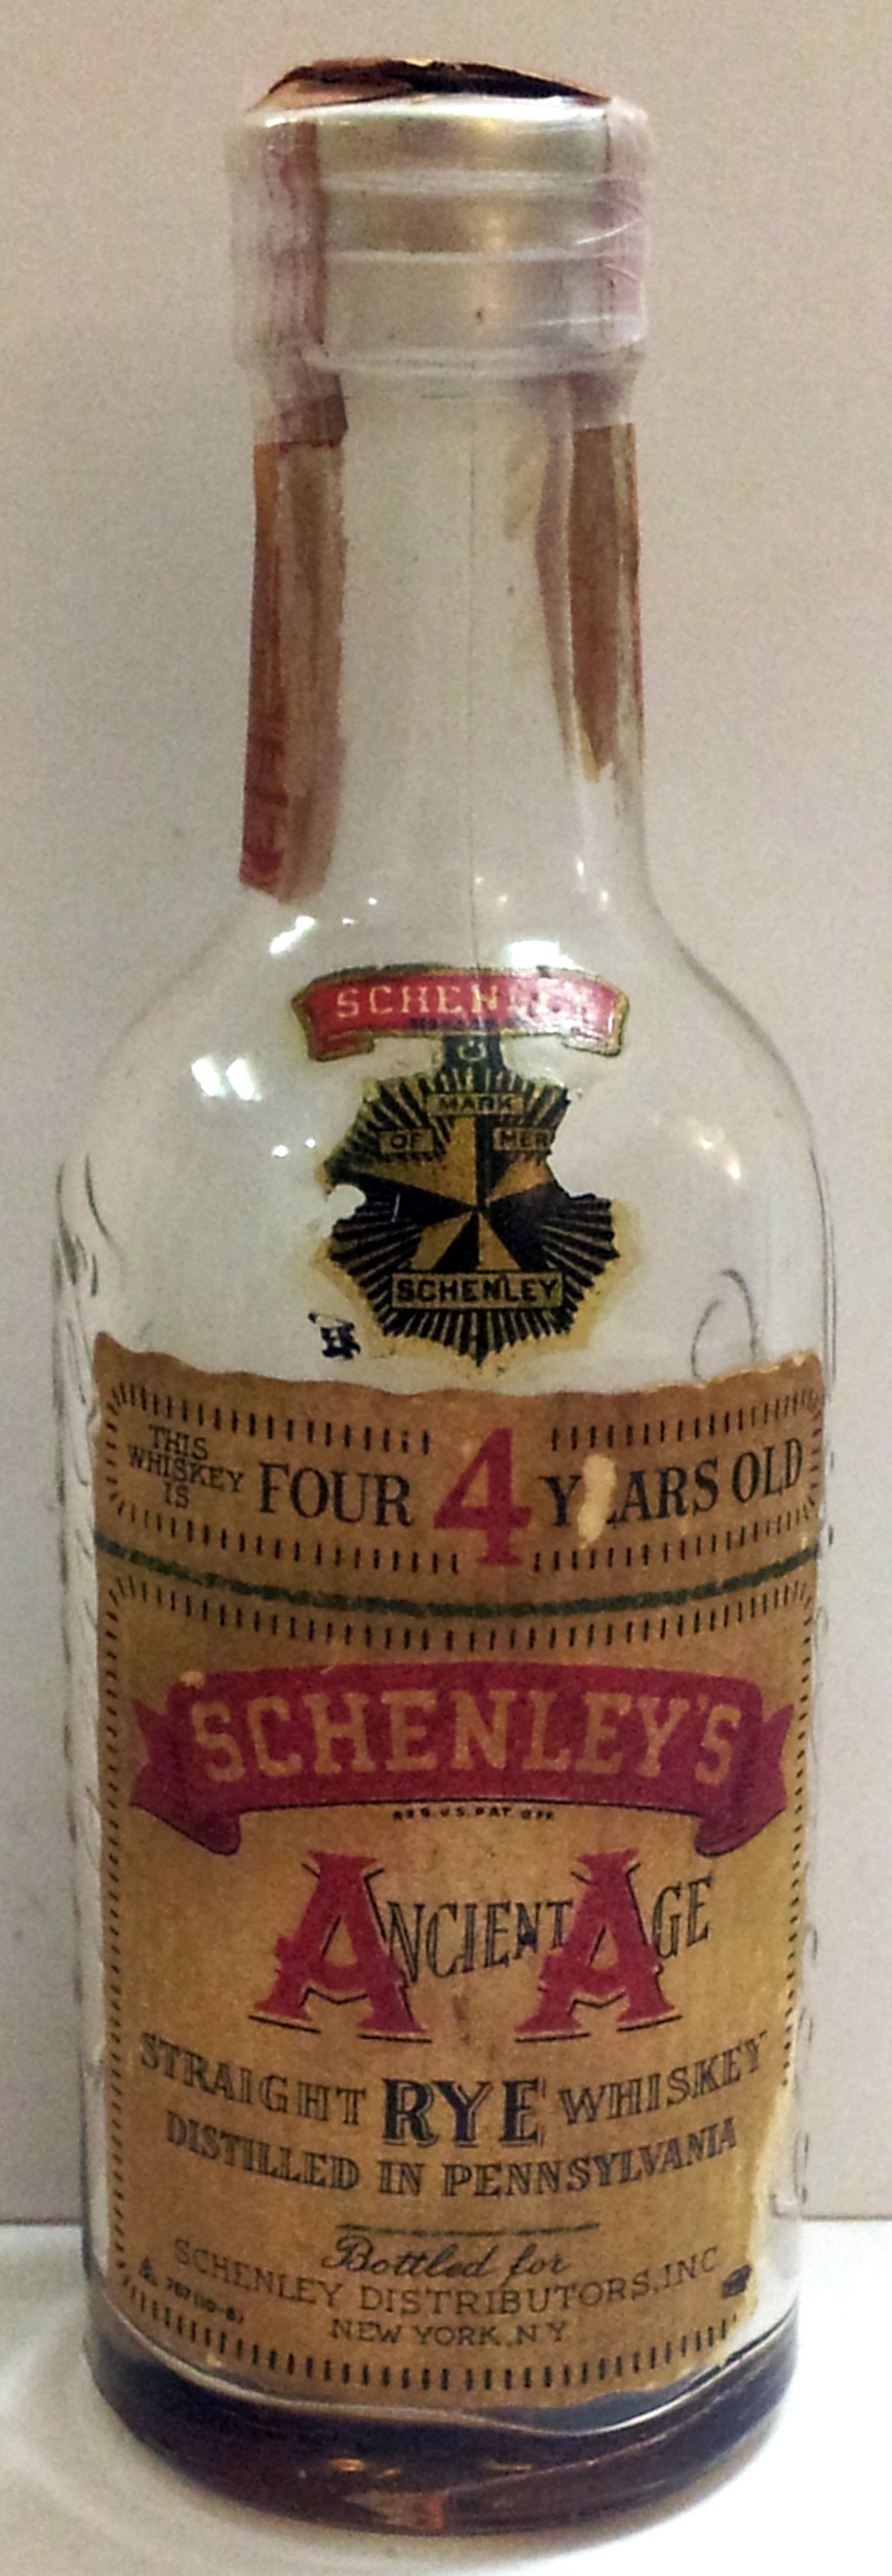 SCHENLEY
MARK
OF MER
SCHENLEY
THIS
WHISKEY
IS
FOUR 4 Y ARS OLD
SCHENLEY'S
REG. U.S. PAT. OFF.
ANCIENT AGE
STRAIGHT RYE WHISKEY
DISTILLED IN PENNSYLVANIA
Bottled for
SCHENLEY DISTRIBUTORS, INC
NEW YORK, N.Y